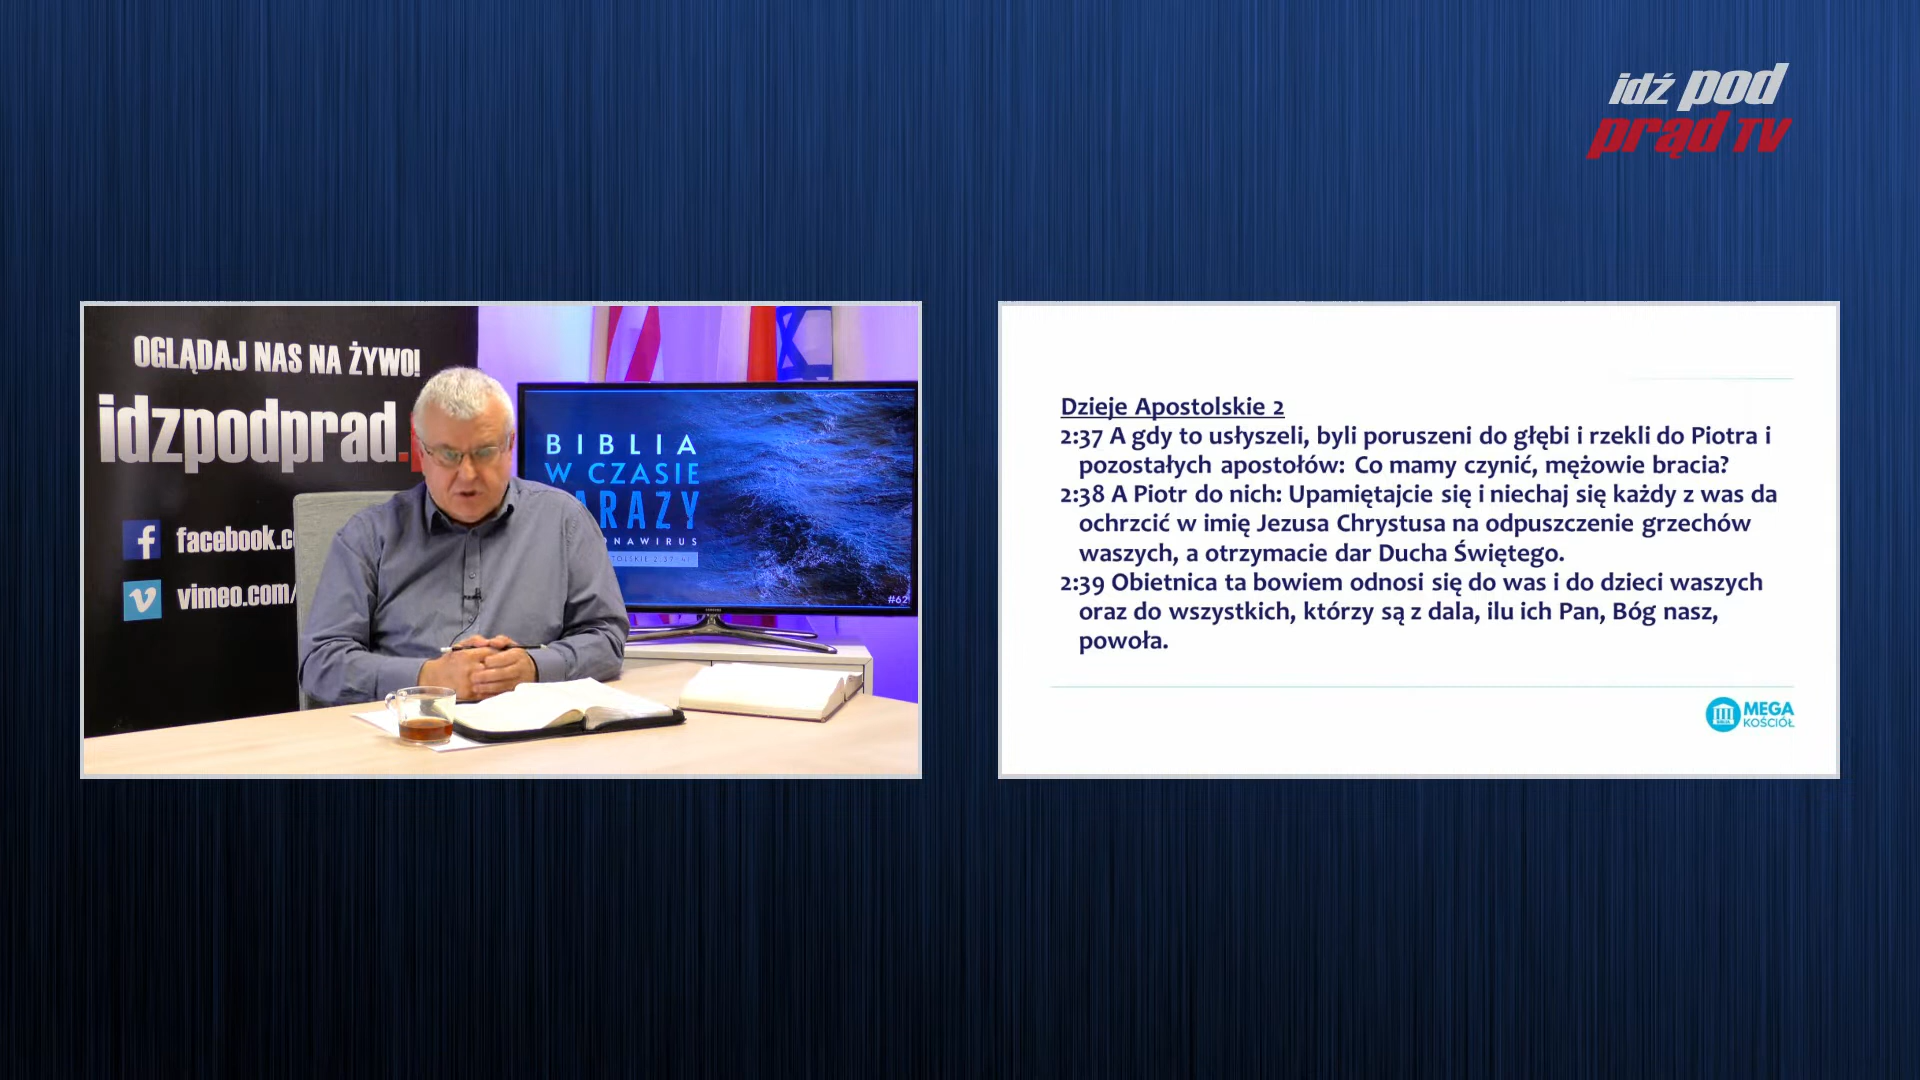 idź pod
prąd TV
OGLĄDAJ NAS NA ŻYWO!
idzpodprad.
facebook.c
vimeo.com/
BIBLIA
W CZASIE
ARAZY
ONAWIRUS
#62
Dzieje Apostolskie 2
2:37 A gdy to usłyszeli, byli poruszeni do głębi i rzekli do Piotra i
pozostałych apostołów: Co mamy czynić, mężowie bracia?
2:38 A Piotr do nich: Upamiętajcie się i niechaj się każdy z was da
ochrzcić w imię Jezusa Chrystusa na odpuszczenie grzechów
waszych, a otrzymacie dar Ducha Świętego.
2:39 Obietnica ta bowiem odnosi się do was i do dzieci waszych
oraz do wszystkich, którzy są z dala, ilu ich Pan, Bóg nasz,
powoła.
MEGA
KOŚCIÓŁ